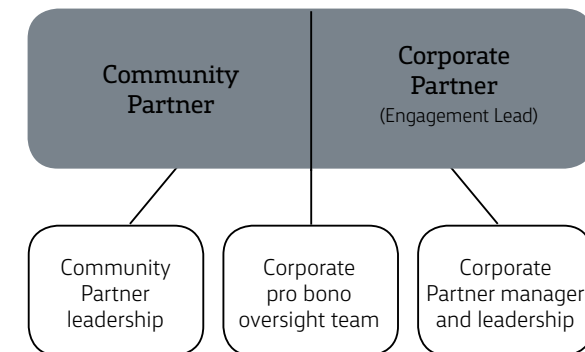 Community
Partner
Corporate
Partner
(Engagement Lead)
Community
Partner
leadership
Corporate
pro bono
oversight team
Corporate
Partner manager
and leadership